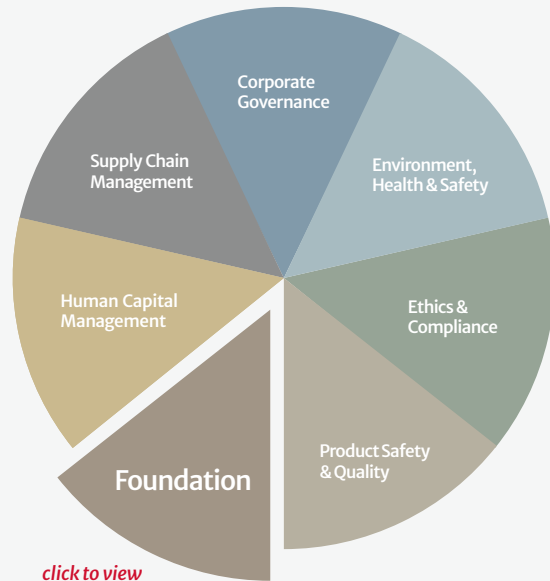 Corporate
Governance
Environment,
Health & Safety
Ethics &
Compliance
Product Safety
& Quality
Foundation
Human Capital
Management
Supply Chain
Management
click to view